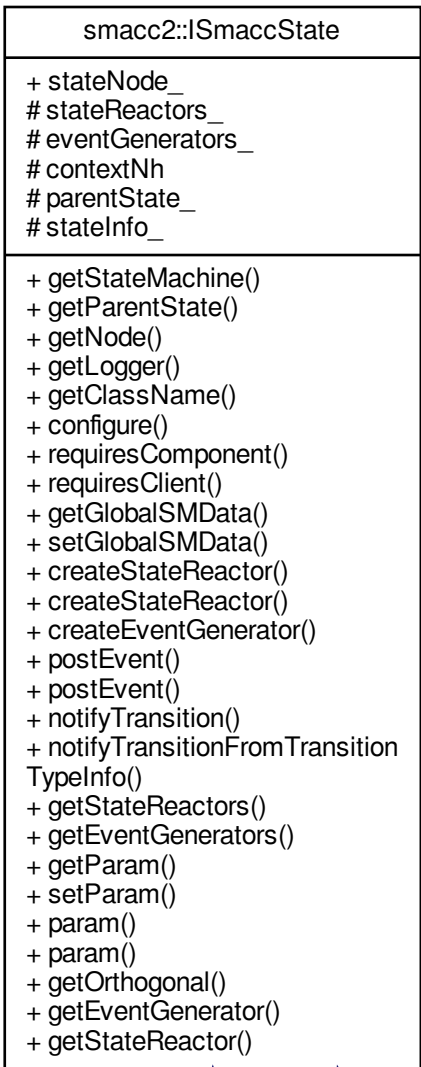 smacc2::ISmaccState
+ stateNode_
# stateReactors_
# eventGenerators_
# contextNh
# parentState_
# stateInfo_
+ getStateMachine()
+ getParentState()
+ getNode()
+ getLogger()
+ getClassName()
+ configure()
+ requiresComponent()
+ requiresClient()
+ getGlobalSMData()
+ setGlobalSMData()
+ createStateReactor()
+ createStateReactor()
+ createEventGenerator()
+ postEvent()
+ postEvent()
+ notifyTransition()
+ notifyTransitionFromTransition
TypeInfo()
+ getStateReactors()
+ getEventGenerators()
+ getParam()
+ setParam()
+ param()
+ param()
+ getOrthogonal()
+ getEventGenerator()
+ getStateReactor()